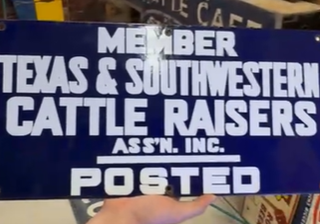 MEMBER
TEXAS & SOUTHWESTERN
CATTLE RAISERS
ASS'N. INC.
POSTED